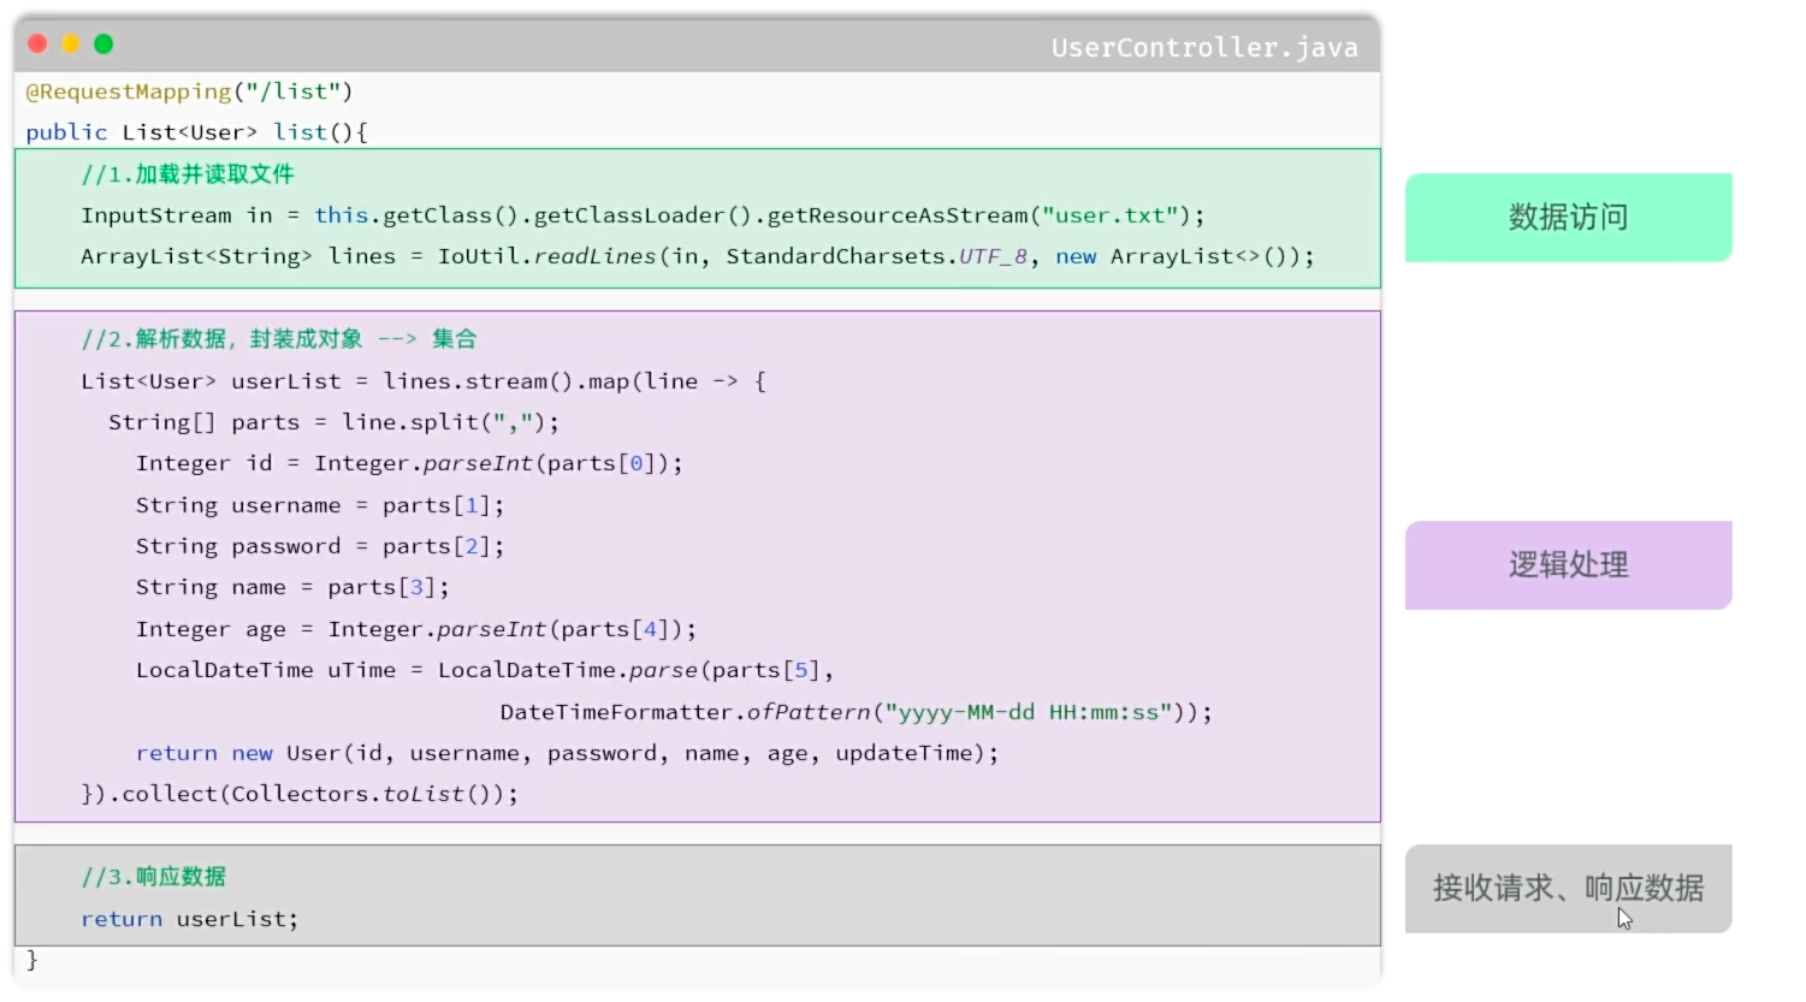 UserController.java
@RequestMapping("/list")
public List<User> list(){
//1.加载并读取文件
InputStream in = this.getClass().getClassLoader().getResourceAsStream("user.txt");
ArrayList<String> lines = IoUtil.readLines(in, StandardCharsets.UTF_8, new ArrayList<>());
数据访问
//2.解析数据，封装成对象 --> 集合
List<User> userList = lines.stream().map(line -> {
String[] parts = line.split(",");
Integer id = Integer.parseInt(parts[0]);
String username = parts[1];
String password = parts[2];
String name = parts[3];
Integer age = Integer.parseInt(parts[4]);
LocalDateTime uTime = LocalDateTime.parse(parts[5],
DateTimeFormatter.ofPattern("yyyy-MM-dd HH:mm:ss"));
return new User(id, username, password, name, age, updateTime);
}).collect(Collectors.toList());
逻辑处理
//3.响应数据
return userList;
}
接收请求、响应数据